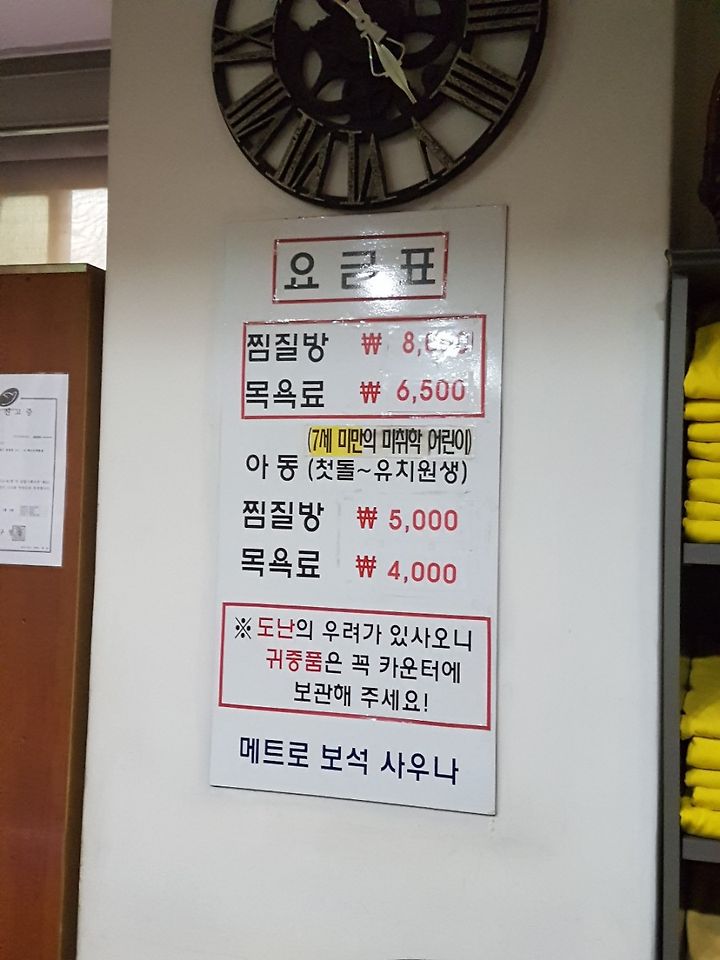 요금표
찜질방 ₩ 8,000
목욕료 ₩ 6,500
(7세 미만의 미취학 어린이)
아동 (첫돌~유치원생)
찜질방 ₩ 5,000
목욕료 ₩ 4,000
※도난의 우려가 있사오니
귀중품은 꼭 카운터에
보관해 주세요!
메트로 보석 사우나